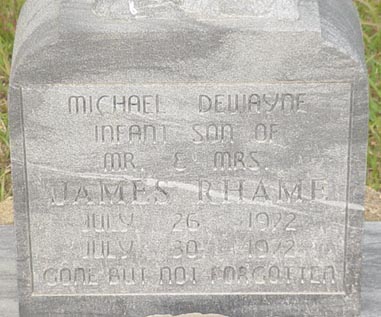 MICHAEL DEWAYNE
INFANT SON OF
MR. & MRS.
JAMES RHAME
JULY 26 1972
JULY 30 1972
GONE BUT NOT FORGOTTEN